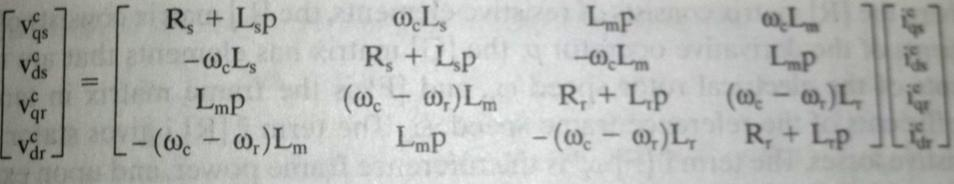 v^c_qs = R_s + L_s p   ω_c L_s   L_m p   ω_c L_m   i^c_qs
v^c_ds   −ω_c L_s   R_s + L_s p   −ω_c L_m   L_m p   i^c_ds
v^c_qr   L_m p   (ω_c − ω_r)L_m   R_r + L_r p   (ω_c − ω_r)L_r   i^c_qr
v^c_dr   −(ω_c − ω_r)L_m   L_m p   −(ω_c − ω_r)L_r   R_r + L_r p   i^c_dr